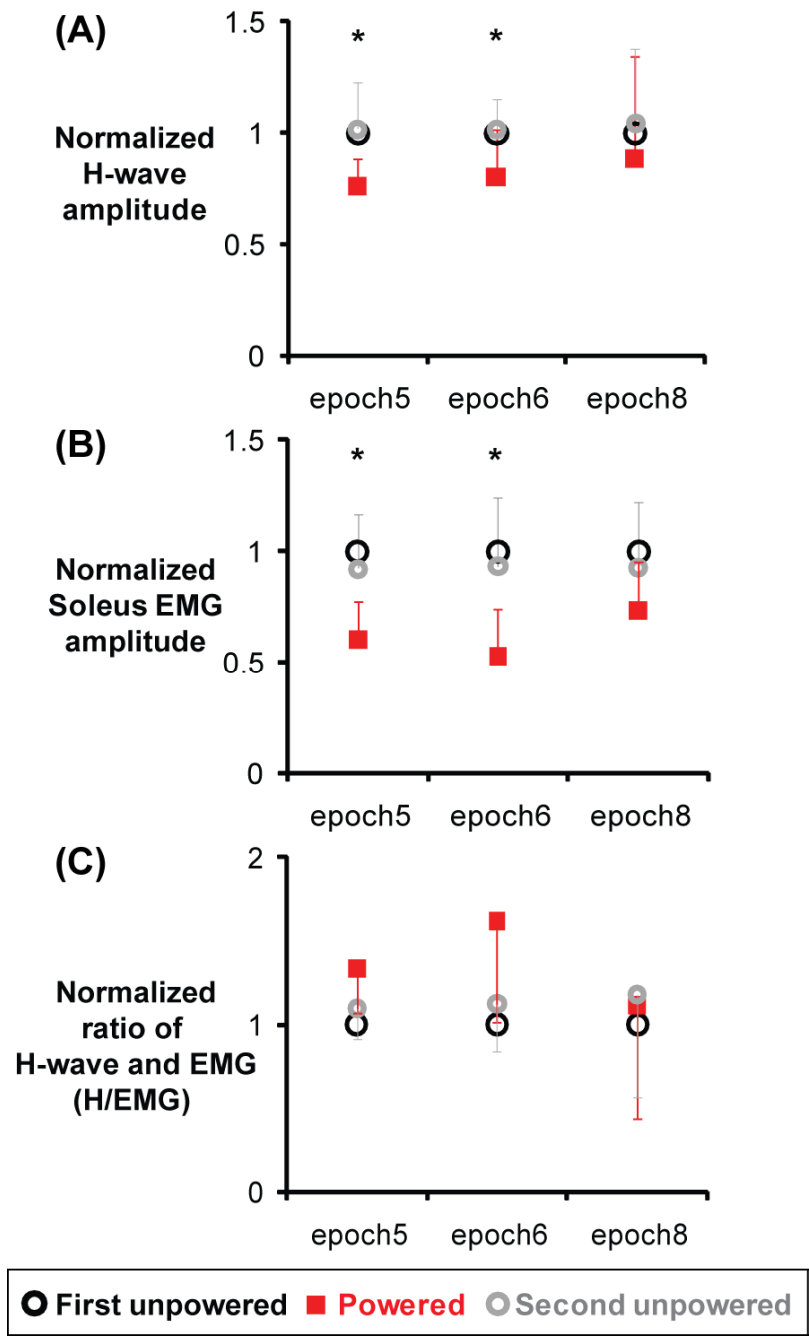 (A)
Normalized
H-wave
amplitude
1.5
1
0.5
0
* *
epoch5 epoch6 epoch8
(B)
Normalized
Soleus EMG
amplitude
1.5
1
0.5
0
* *
epoch5 epoch6 epoch8
(C)
Normalized
ratio of
H-wave and EMG
(H/EMG)
2
1
0
epoch5 epoch6 epoch8
First unpowered Powered Second unpowered